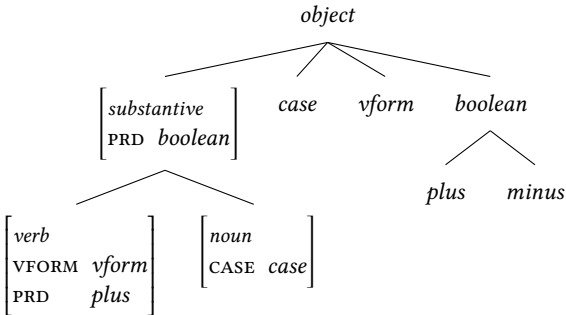 object
substantive case vform boolean
PRD boolean
plus minus
verb noun
VFORM vform CASE case
PRD plus